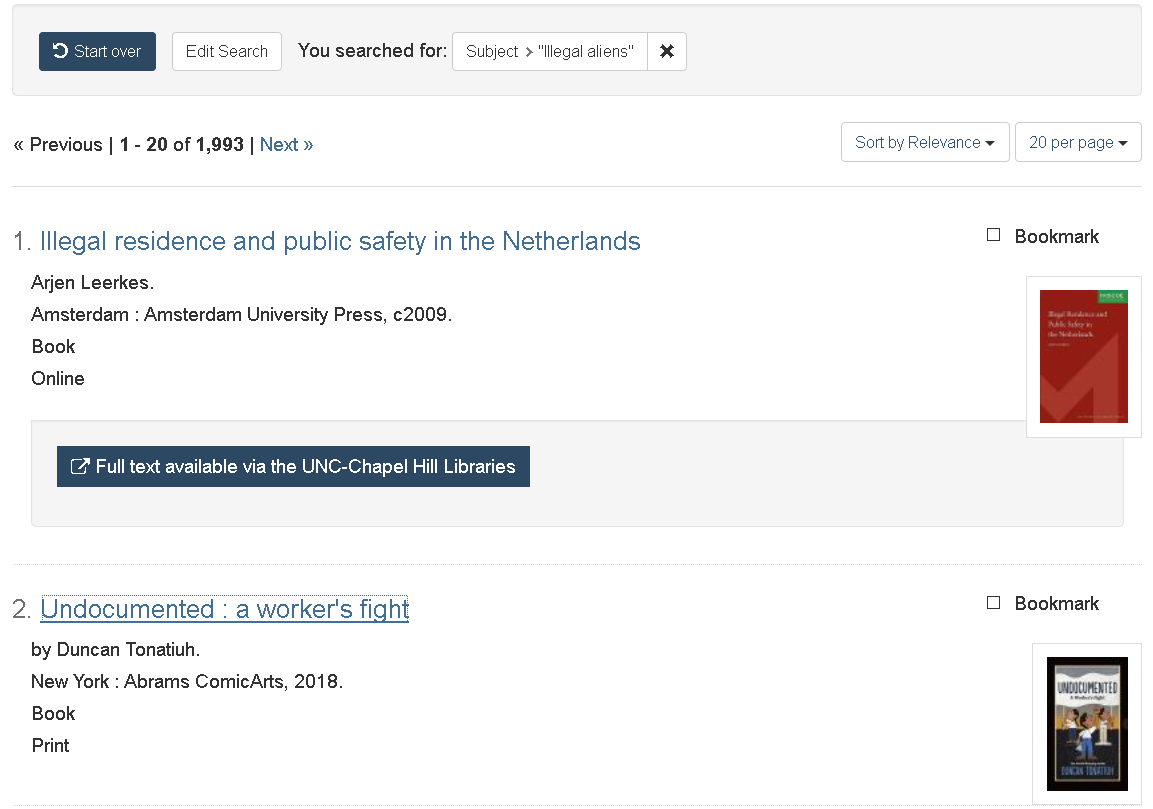 Start over Edit Search You searched for: Subject > "Illegal aliens" ✖
« Previous | 1 - 20 of 1,993 | Next » Sort by Relevance 20 per page
1. Illegal residence and public safety in the Netherlands
Bookmark
Arjen Leerkes.
Amsterdam : Amsterdam University Press, c2009.
Book
Online
Illegal Residence and
Public Safety in
the Netherlands
Full text available via the UNC-Chapel Hill Libraries
2. Undocumented : a worker's fight
Bookmark
by Duncan Tonatiuh.
New York : Abrams ComicArts, 2018.
Book
Print
UNDOCUMENTED
A Worker's Fight
DUNCAN TONATIUH